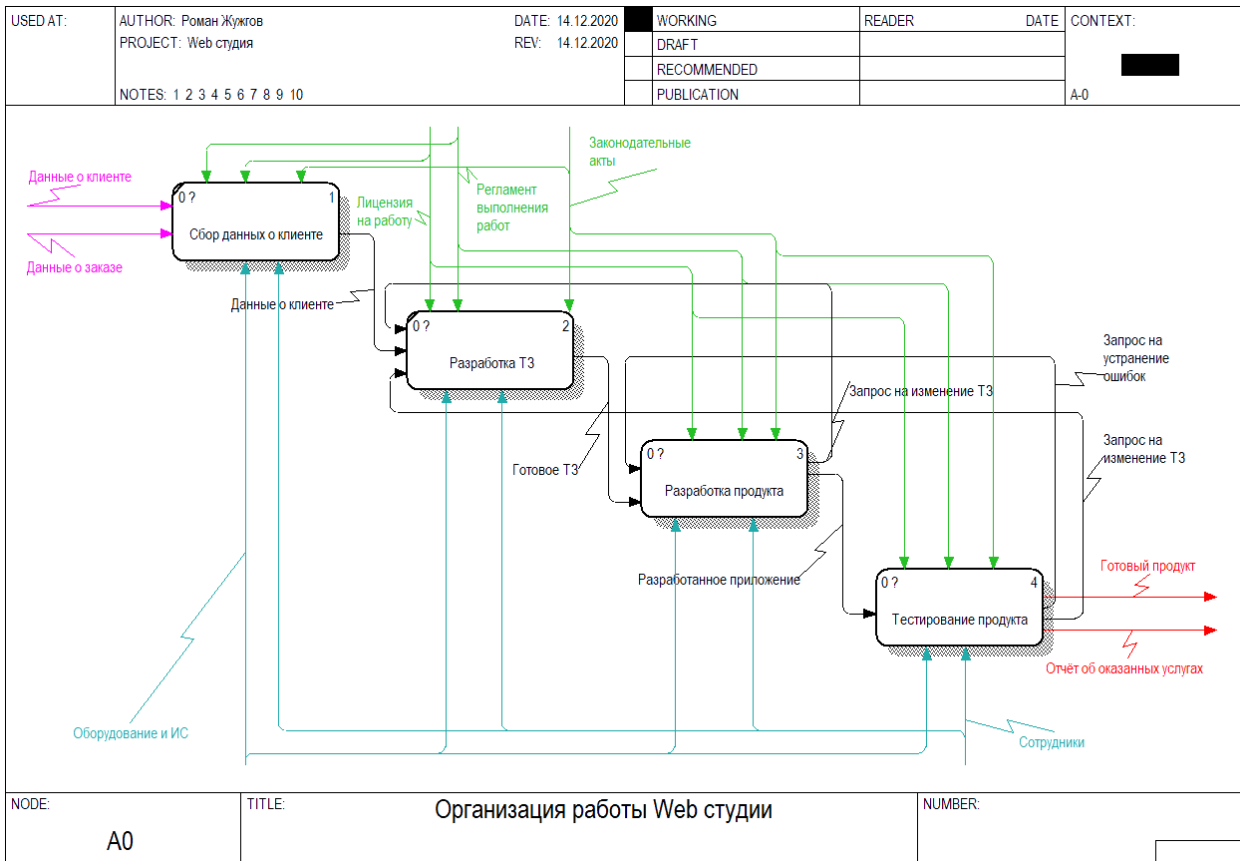 USED AT:
AUTHOR: Роман Жужгов
DATE: 14.12.2020
WORKING
READER
DATE
CONTEXT:
PROJECT: Web студия
REV: 14.12.2020
DRAFT
RECOMMENDED
NOTES: 1 2 3 4 5 6 7 8 9 10
PUBLICATION
A-0
Законодательные
акты
Данные о клиенте
0 ?
1
Сбор данных о клиенте
Лицензия
на работу
Регламент
выполнения
работ
Данные о заказе
Данные о клиенте
0 ?
2
Разработка ТЗ
Запрос на
устранение
ошибок
Запрос на изменение ТЗ
Готовое ТЗ
0 ?
3
Разработка продукта
Запрос на
изменение ТЗ
Разработанное приложение
0 ?
4
Тестирование продукта
Готовый продукт
Отчёт об оказанных услугах
Оборудование и ИС
Сотрудники
NODE:
TITLE:
Организация работы Web студии
NUMBER:
A0